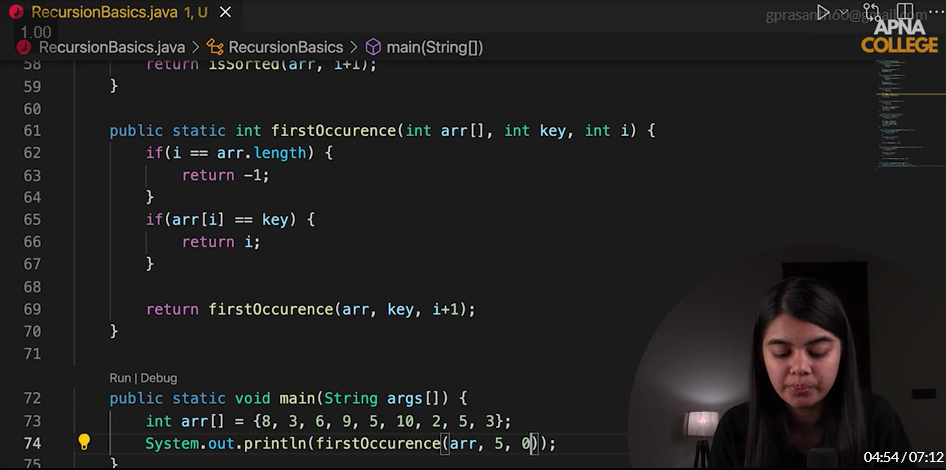 RecursionBasics.java 1, U
1.00
gprasanth60@gmail.com
APNA
COLLEGE
RecursionBasics.java > RecursionBasics > main(String[])
58 return isSorted(arr, i+1);
59 }
60
61 public static int firstOccurence(int arr[], int key, int i) {
62 if(i == arr.length) {
63 return -1;
64 }
65 if(arr[i] == key) {
66 return i;
67 }
68
69 return firstOccurence(arr, key, i+1);
70 }
71
Run | Debug
72 public static void main(String args[]) {
73 int arr[] = {8, 3, 6, 9, 5, 10, 2, 5, 3};
74 System.out.println(firstOccurence(arr, 5, 0));
75 }
04:54 / 07:12